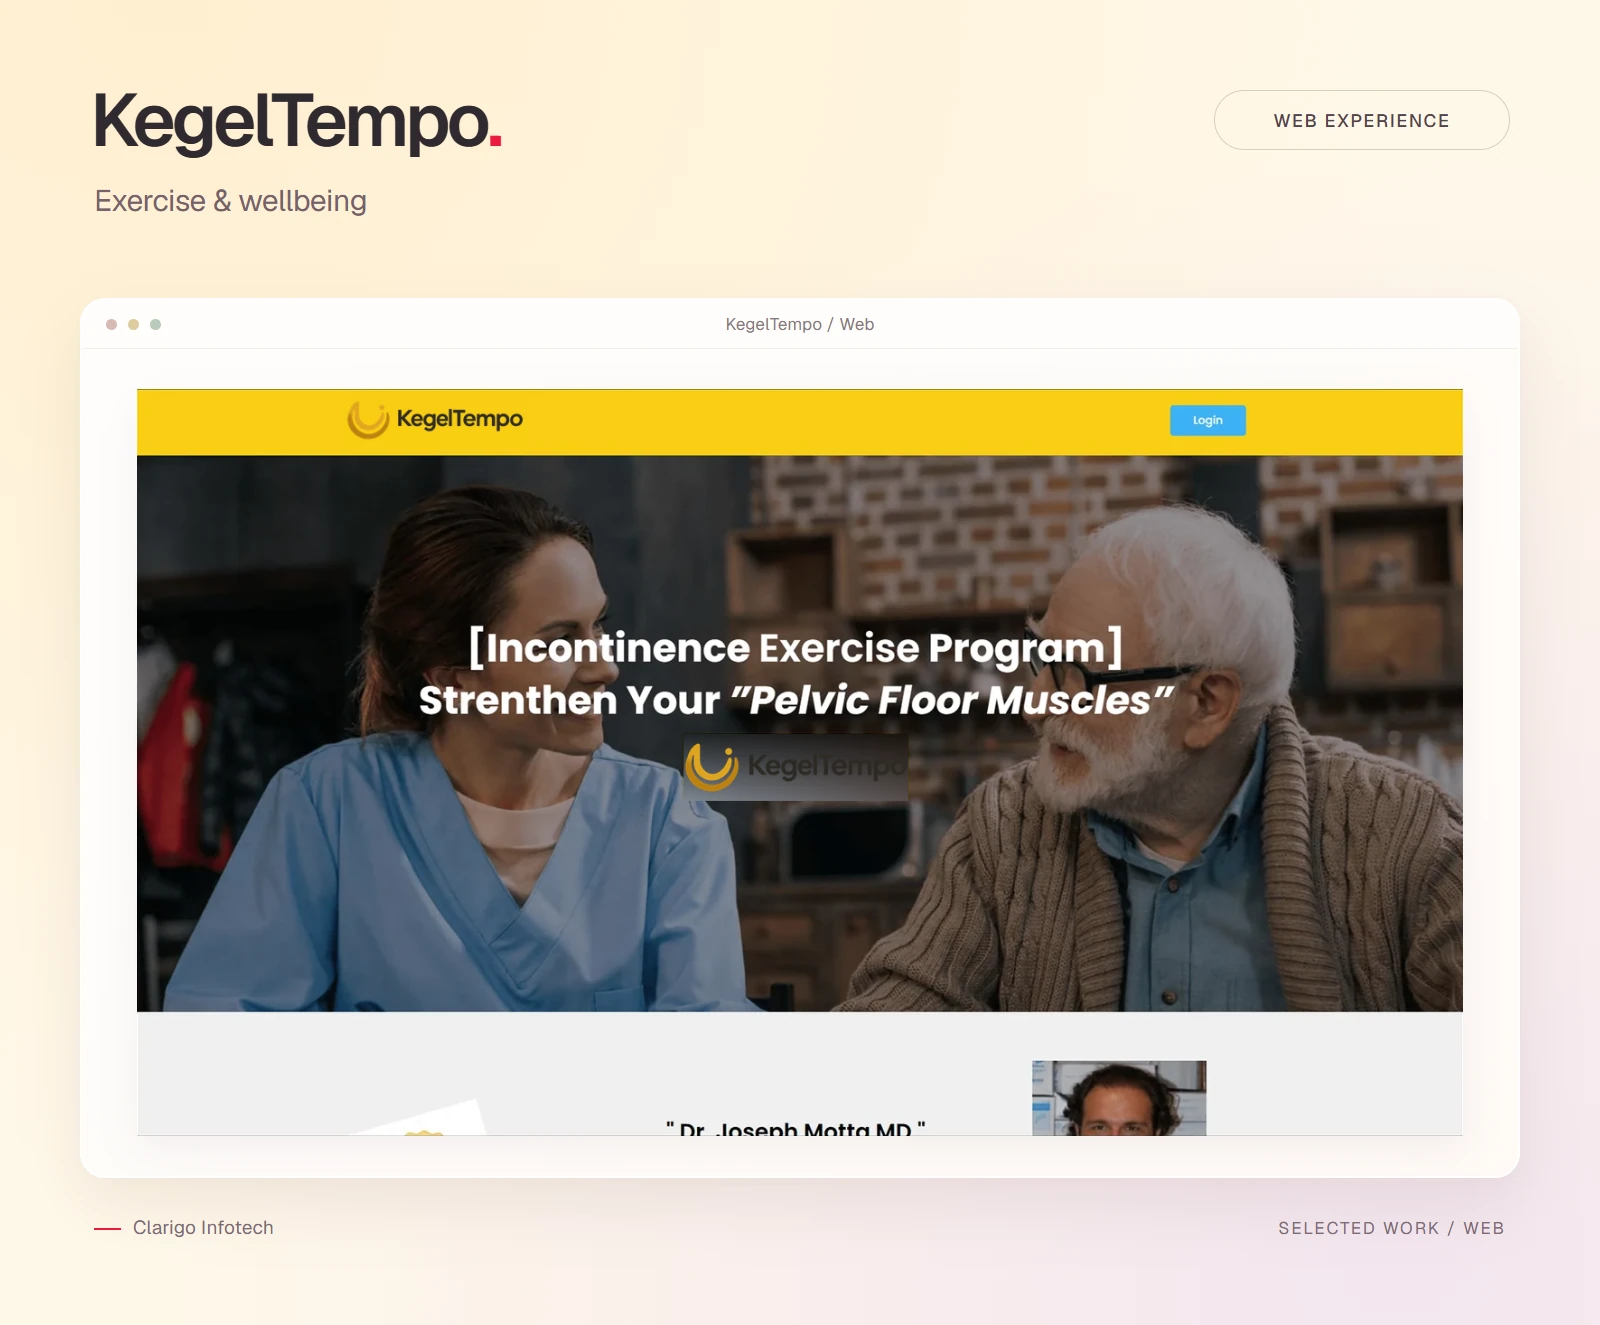 KegelTempo.
WEB EXPERIENCE
Exercise & wellbeing
KegelTempo / Web
KegelTempo
Login
[Incontinence Exercise Program]
Strenthen Your "Pelvic Floor Muscles"
KegelTempo
" Dr. Joseph Motta MD "
Clarigo Infotech
SELECTED WORK / WEB